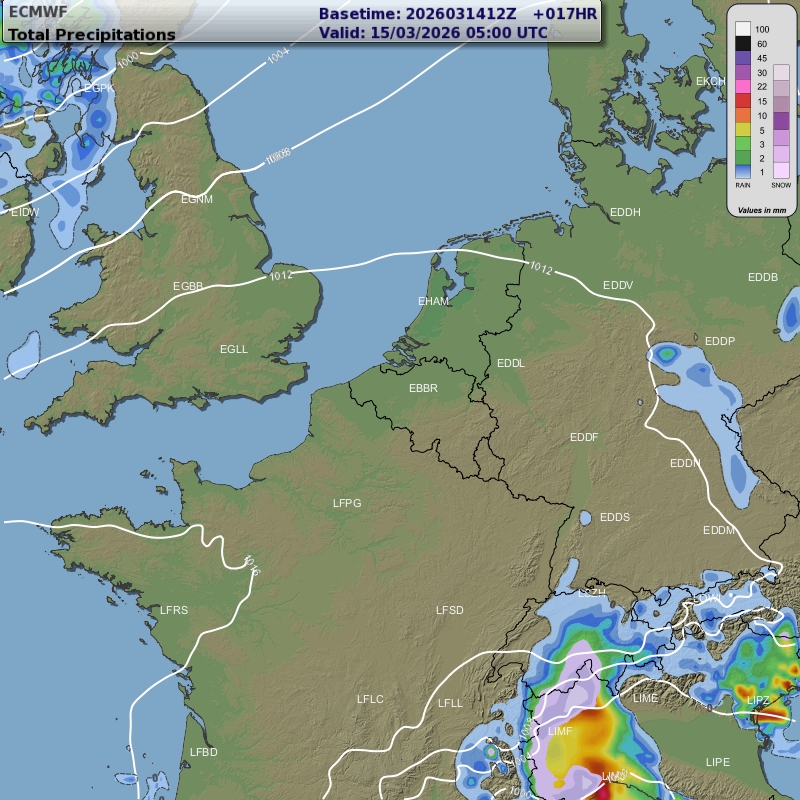 ECMWF
Basetime: 2026031412Z +017HR
Total Precipitations
Valid: 15/03/2026 05:00 UTC
100
60
45
30
22
15
10
5
3
2
1
RAIN
SNOW
Values in mm
1000
1004
EGPK
EKCH
1008
EIDW
EGNM
EDDH
1012
1012
EGBB
EDDV
EDDB
EHAM
EGLL
EDDP
EDDL
EBBR
EDDF
EDDN
LFPG
EDDS
EDDM
1016
LSZH
LFRS
LFSD
LFLC
LFLL
LIME
LIPZ
LIMF
LFBD
LIPE
1000